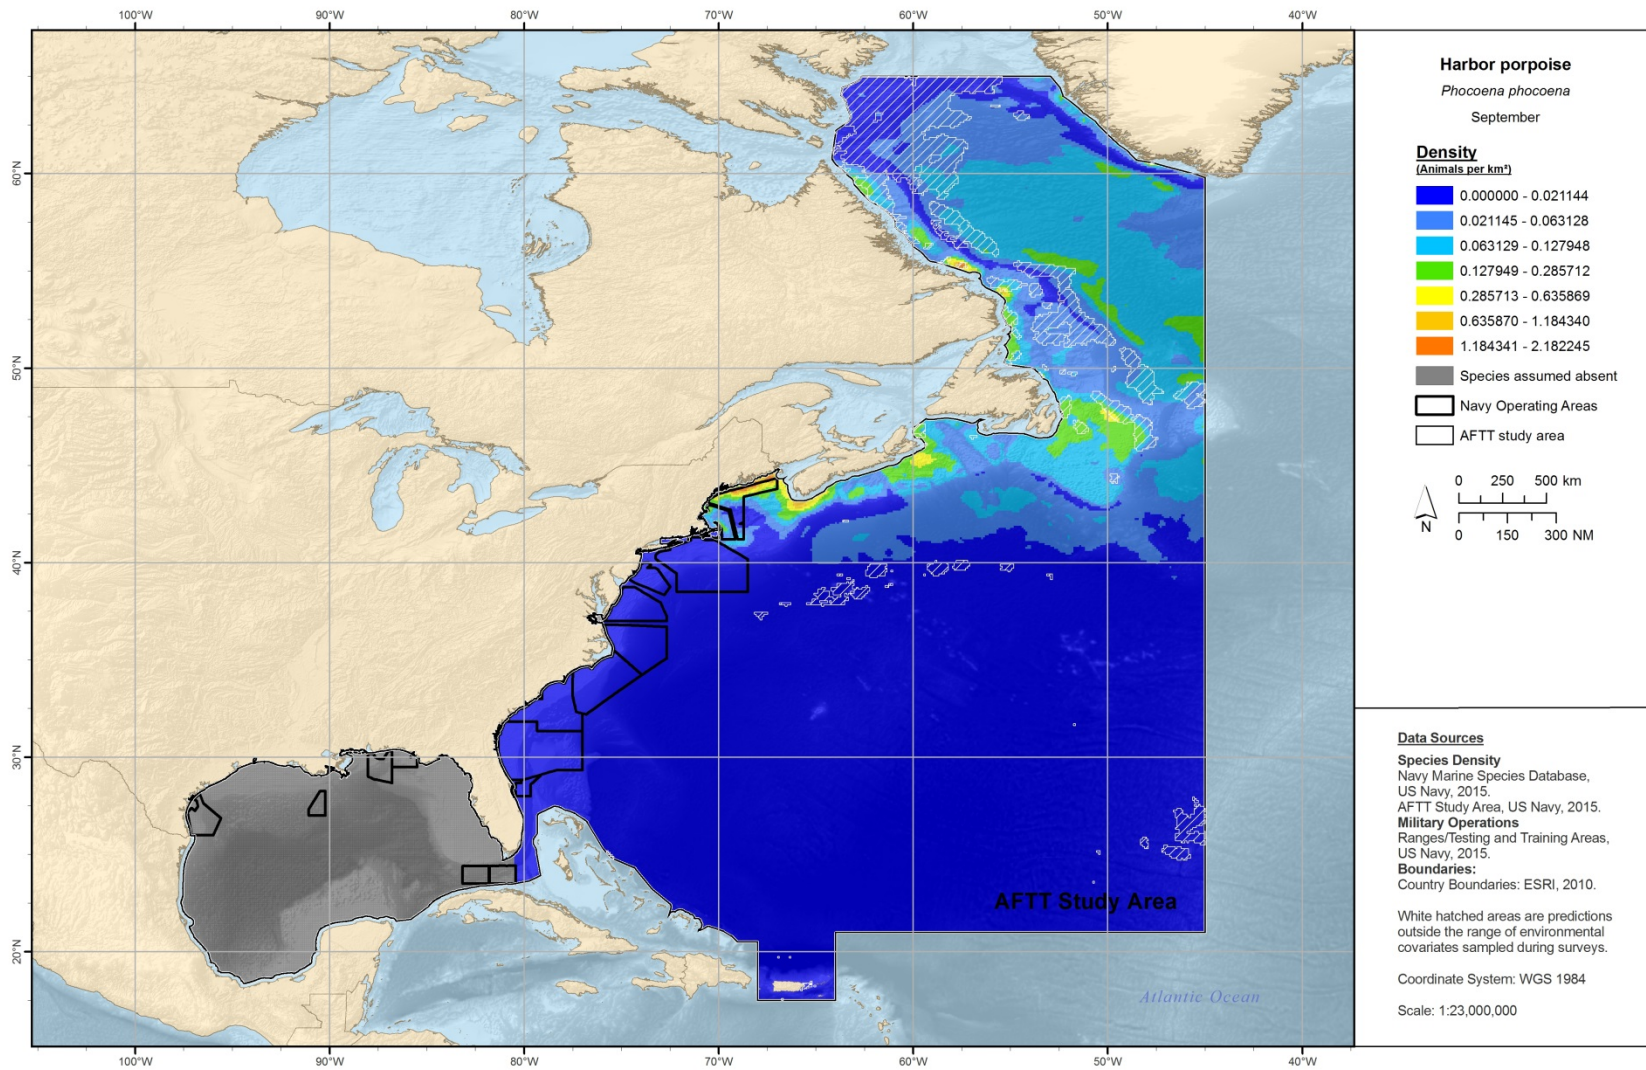 100°W 90°W 80°W 70°W 60°W 50°W 40°W
60°N
50°N
40°N
30°N
20°N
AFTT Study Area
Atlantic Ocean
100°W 90°W 80°W 70°W 60°W 50°W 40°W
Harbor porpoise
Phocoena phocoena
September
Density
(Animals per km²)
0.000000 - 0.021144
0.021145 - 0.063128
0.063129 - 0.127948
0.127949 - 0.285712
0.285713 - 0.635869
0.635870 - 1.184340
1.184341 - 2.182245
Species assumed absent
Navy Operating Areas
AFTT study area
N
0 250 500 km
0 150 300 NM
Data Sources
Species Density
Navy Marine Species Database,
US Navy, 2015.
AFTT Study Area, US Navy, 2015.
Military Operations
Ranges/Testing and Training Areas,
US Navy, 2015.
Boundaries:
Country Boundaries: ESRI, 2010.
White hatched areas are predictions
outside the range of environmental
covariates sampled during surveys.
Coordinate System: WGS 1984
Scale: 1:23,000,000